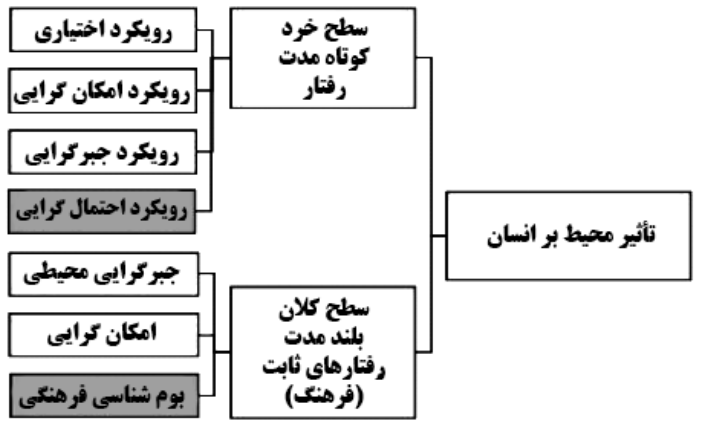 تأثیر محیط بر انسان
سطح خرد
کوتاه مدت
رفتار
رویکرد اختیاری
رویکرد امکان گرایی
رویکرد جبرگرایی
رویکرد احتمال گرایی
سطح کلان
بلند مدت
رفتارهای ثابت
(فرهنگ)
جبرگرایی محیطی
امکان گرایی
بوم شناسی فرهنگی